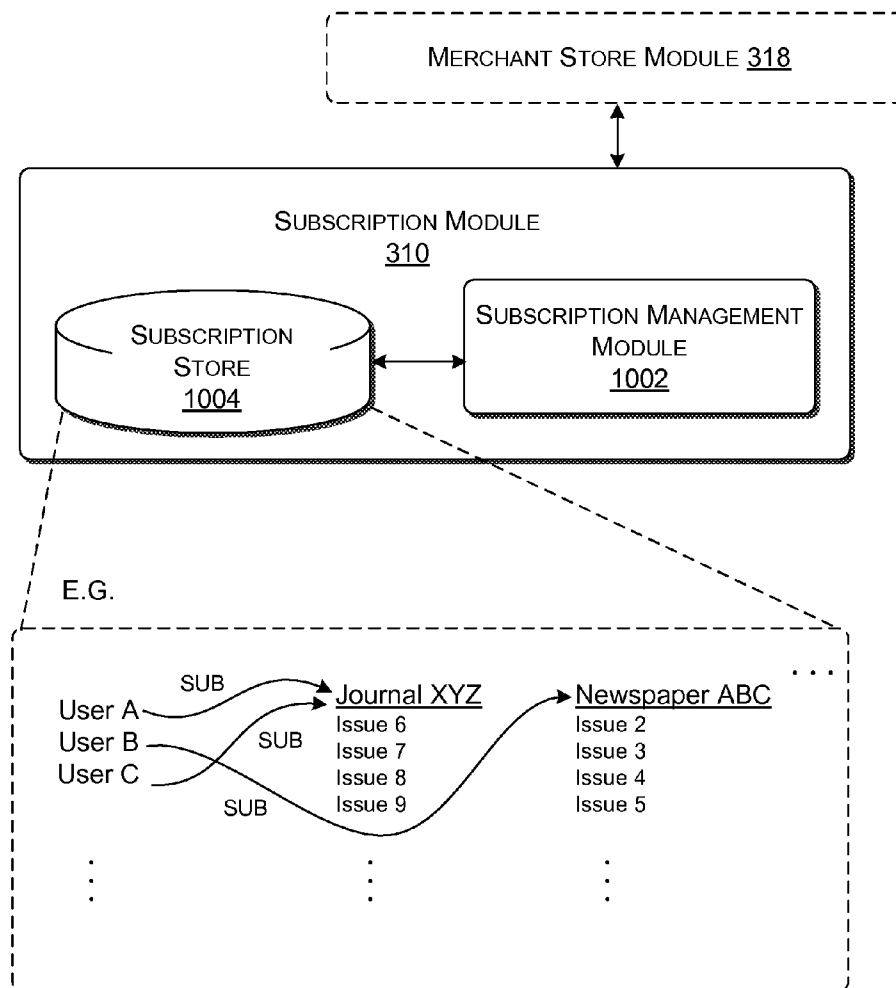 MERCHANT STORE MODULE 318
SUBSCRIPTION MODULE
310
SUBSCRIPTION
STORE
1004
SUBSCRIPTION MANAGEMENT
MODULE
1002
E.G.
. . .
SUB
Journal XYZ
Newspaper ABC
User A
Issue 6
Issue 2
User B
SUB
Issue 7
Issue 3
User C
Issue 8
Issue 4
SUB
Issue 9
Issue 5